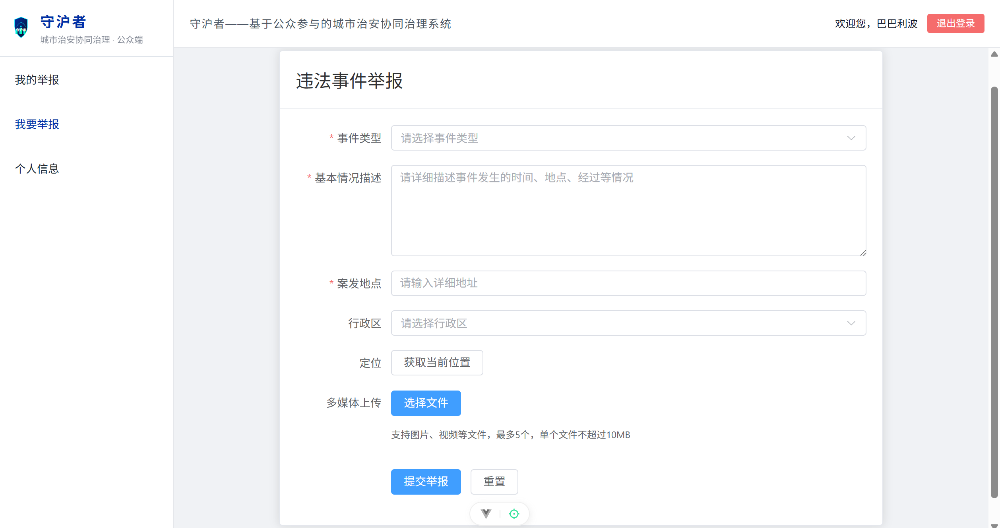 守沪者
城市治安协同治理 · 公众端
守沪者——基于公众参与的城市治安协同治理系统
欢迎您，巴巴利波
退出登录
我的举报
我要举报
个人信息
违法事件举报
* 事件类型
请选择事件类型
* 基本情况描述
请详细描述事件发生的时间、地点、经过等情况
* 案发地点
请输入详细地址
行政区
请选择行政区
定位
获取当前位置
多媒体上传
选择文件
支持图片、视频等文件，最多5个，单个文件不超过10MB
提交举报
重置
守沪者